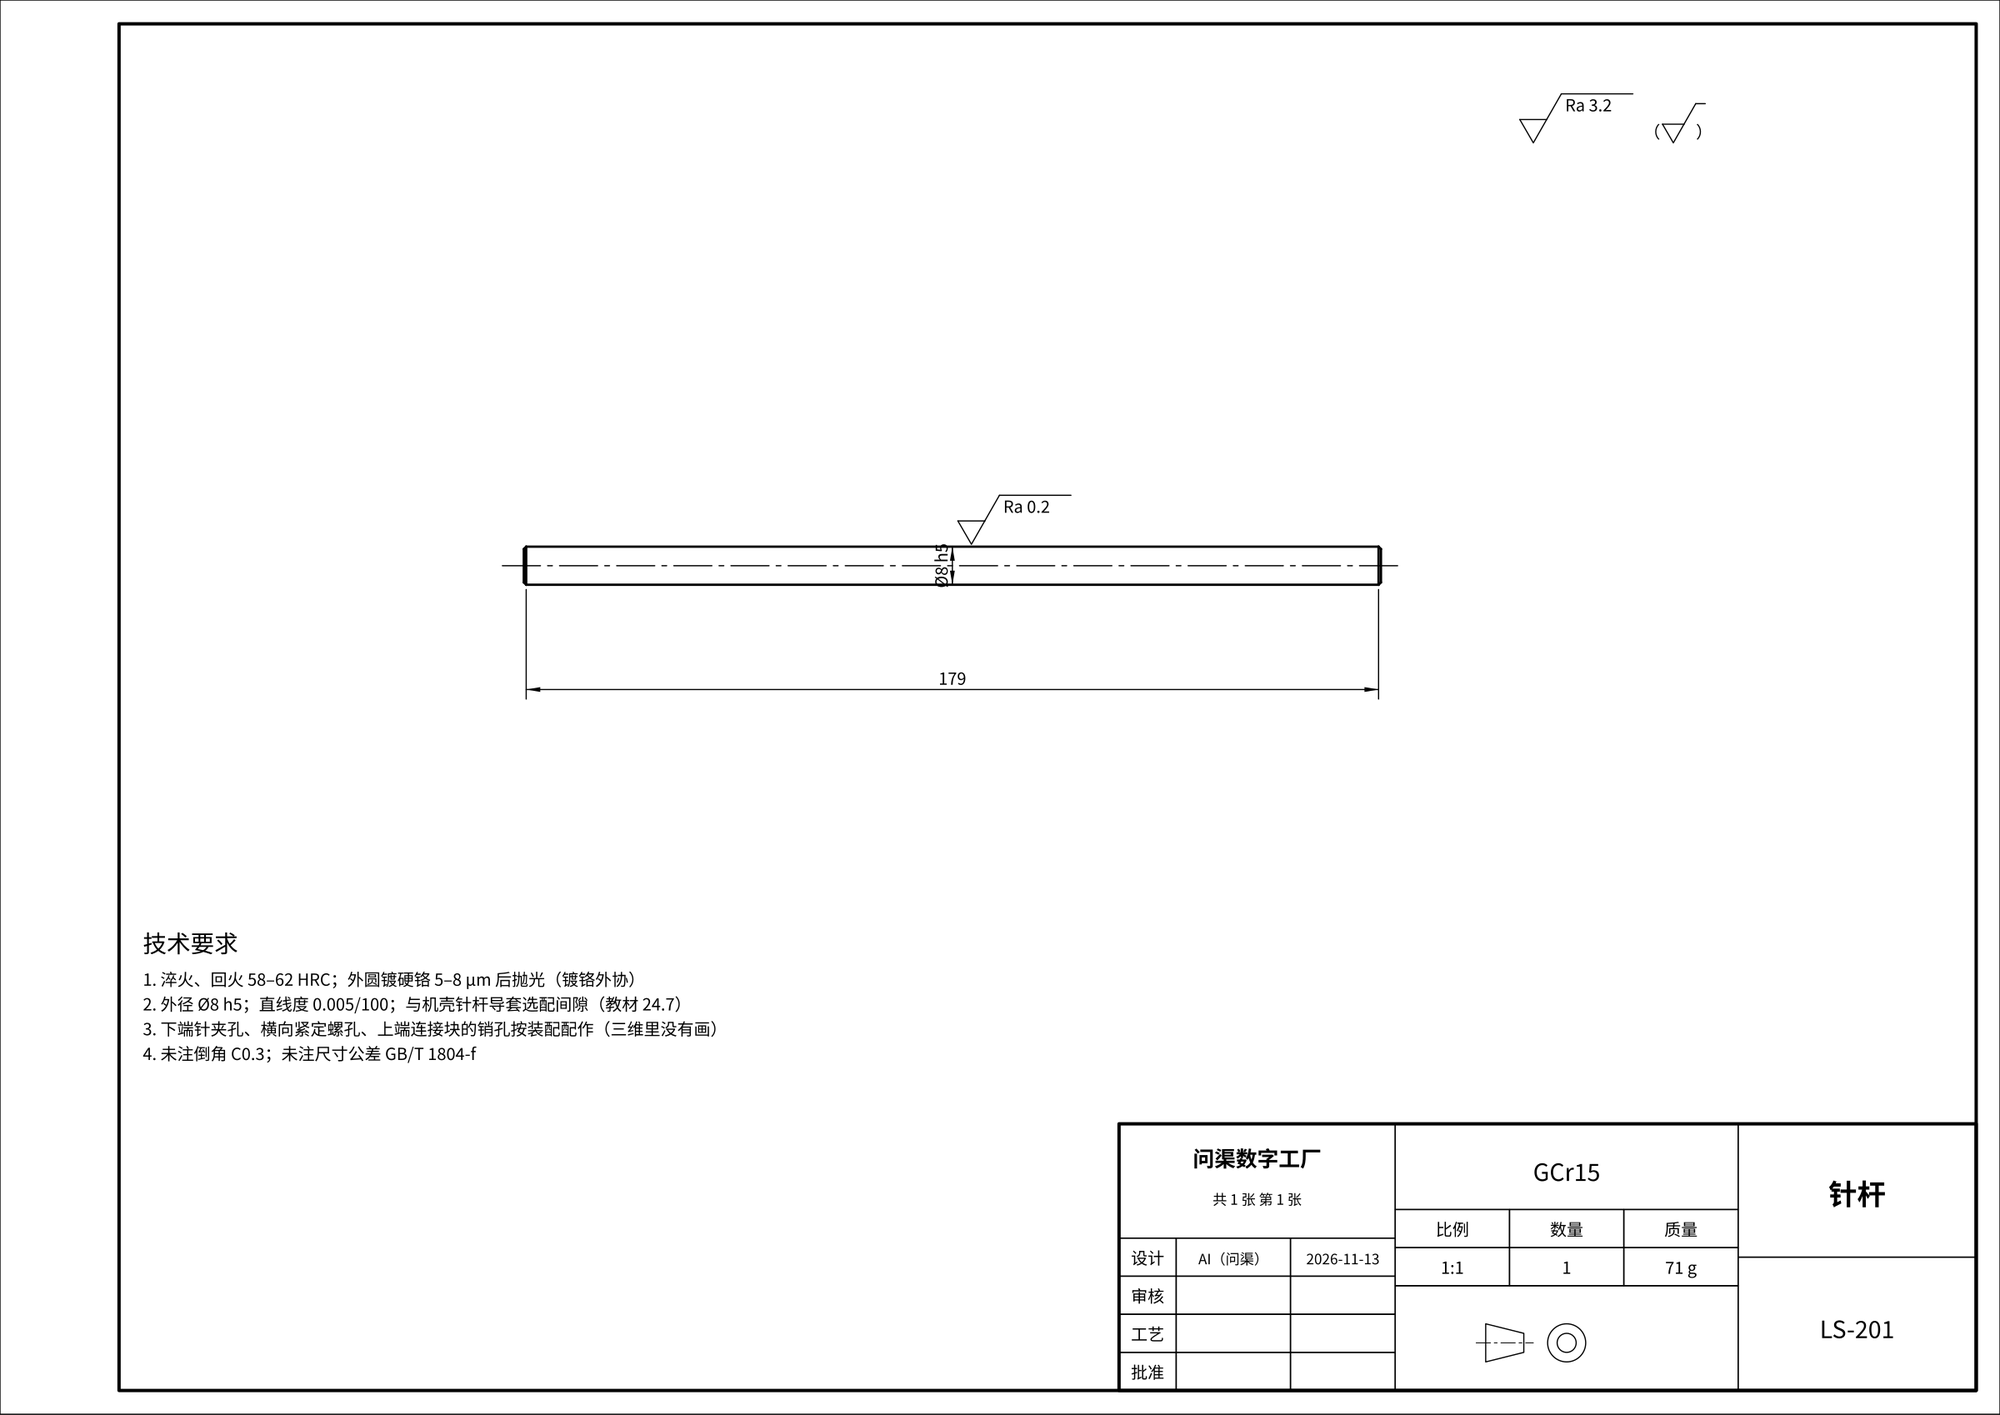 Ra 3.2
( )
Ra 0.2
Ø8 h5
179
技术要求
1. 淬火、回火 58–62 HRC；外圆镀硬铬 5–8 μm 后抛光（镀铬外协）
2. 外径 Ø8 h5；直线度 0.005/100；与机壳针杆导套选配间隙（教材 24.7）
3. 下端针夹孔、横向紧定螺孔、上端连接块的销孔按装配配作（三维里没有画）
4. 未注倒角 C0.3；未注尺寸公差 GB/T 1804-f
问渠数字工厂
共 1 张 第 1 张
GCr15
针杆
比例 数量 质量
设计 AI（问渠） 2026-11-13
1:1 1 71 g
审核
工艺
LS-201
批准